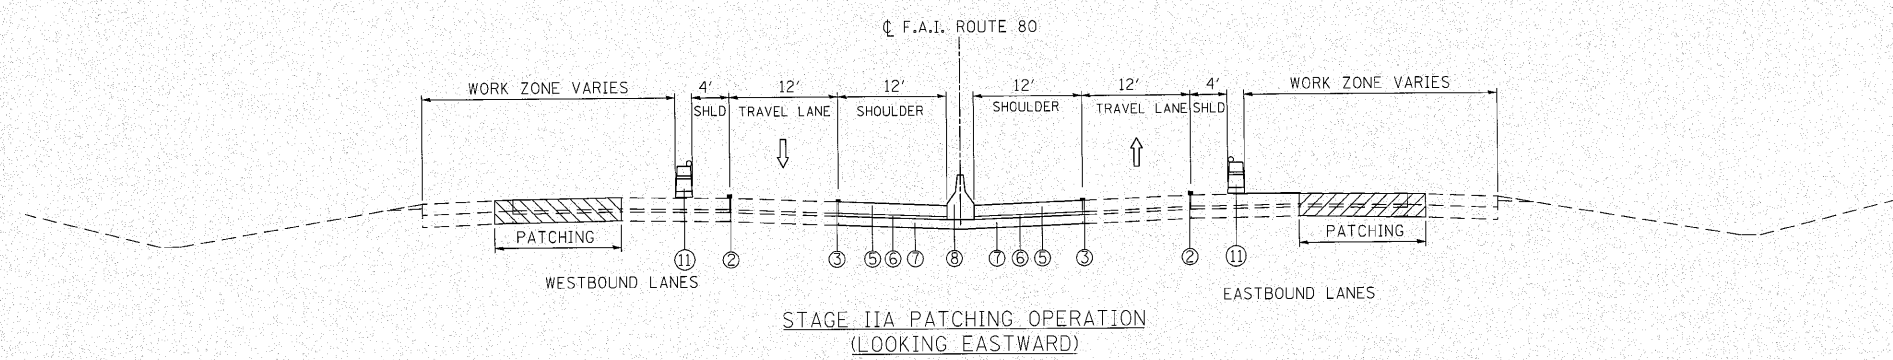 ℄ F.A.I. ROUTE 80
WORK ZONE VARIES 4' 12' 12' 12' 12' 4' WORK ZONE VARIES
SHLD TRAVEL LANE SHOULDER SHOULDER TRAVEL LANE SHLD
PATCHING PATCHING
11 2 3 5 6 7 8 7 6 5 3 2 11
WESTBOUND LANES EASTBOUND LANES
STAGE IIA PATCHING OPERATION
(LOOKING EASTWARD)